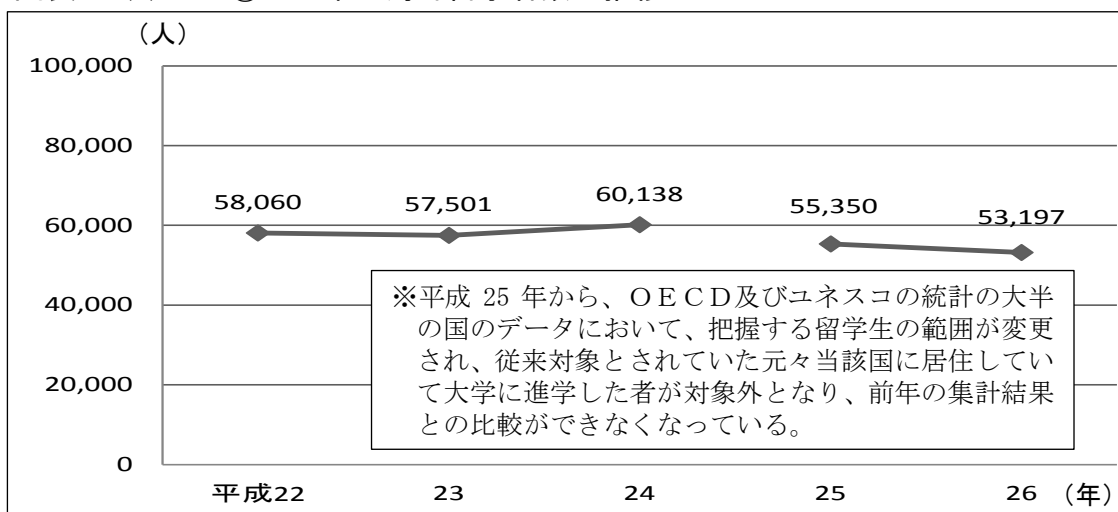 (人)
100,000
80,000
60,000
40,000
20,000
0
58,060
57,501
60,138
55,350
53,197
※平成 25 年から、ＯＥＣＤ及びユネスコの統計の大半
の国のデータにおいて、把握する留学生の範囲が変更
され、従来対象とされていた元々当該国に居住してい
て大学に進学した者が対象外となり、前年の集計結果
との比較ができなくなっている。
平成22 23 24 25 26 (年)